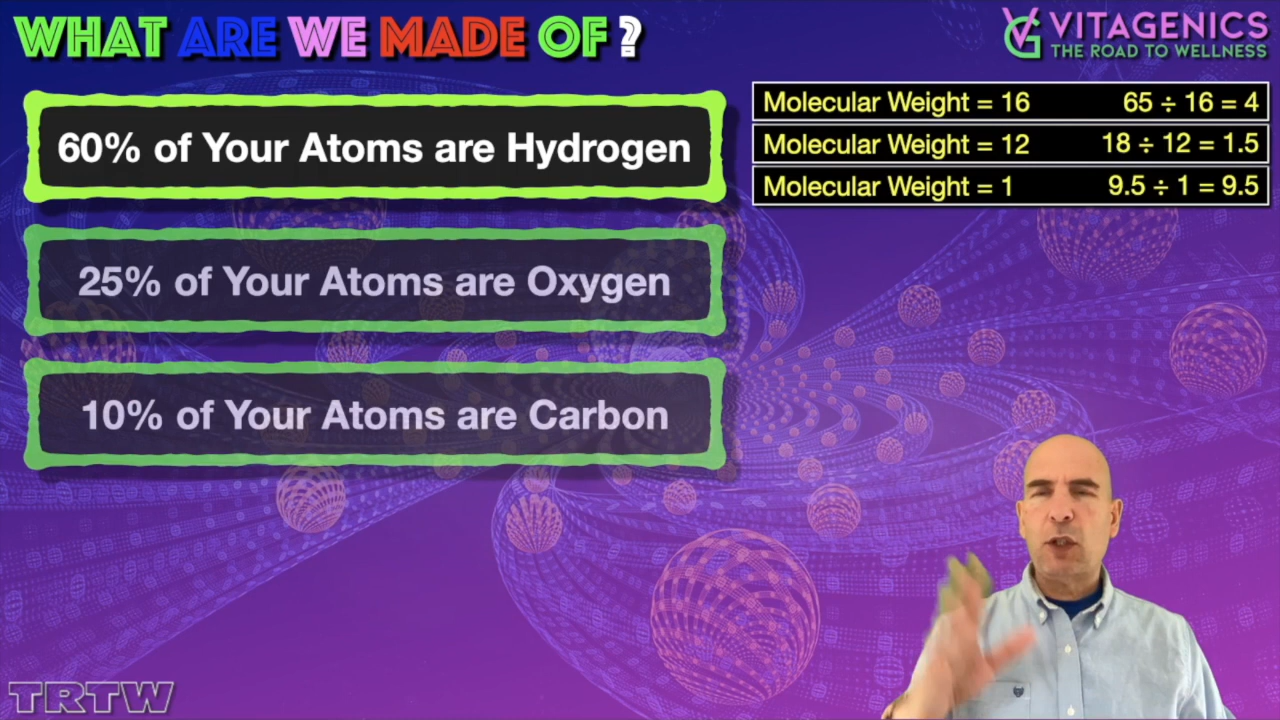 WHAT ARE WE MADE OF ?
VITAGENICS
THE ROAD TO WELLNESS
60% of Your Atoms are Hydrogen
Molecular Weight = 16 65 ÷ 16 = 4
Molecular Weight = 12 18 ÷ 12 = 1.5
Molecular Weight = 1 9.5 ÷ 1 = 9.5
25% of Your Atoms are Oxygen
10% of Your Atoms are Carbon
TRTW